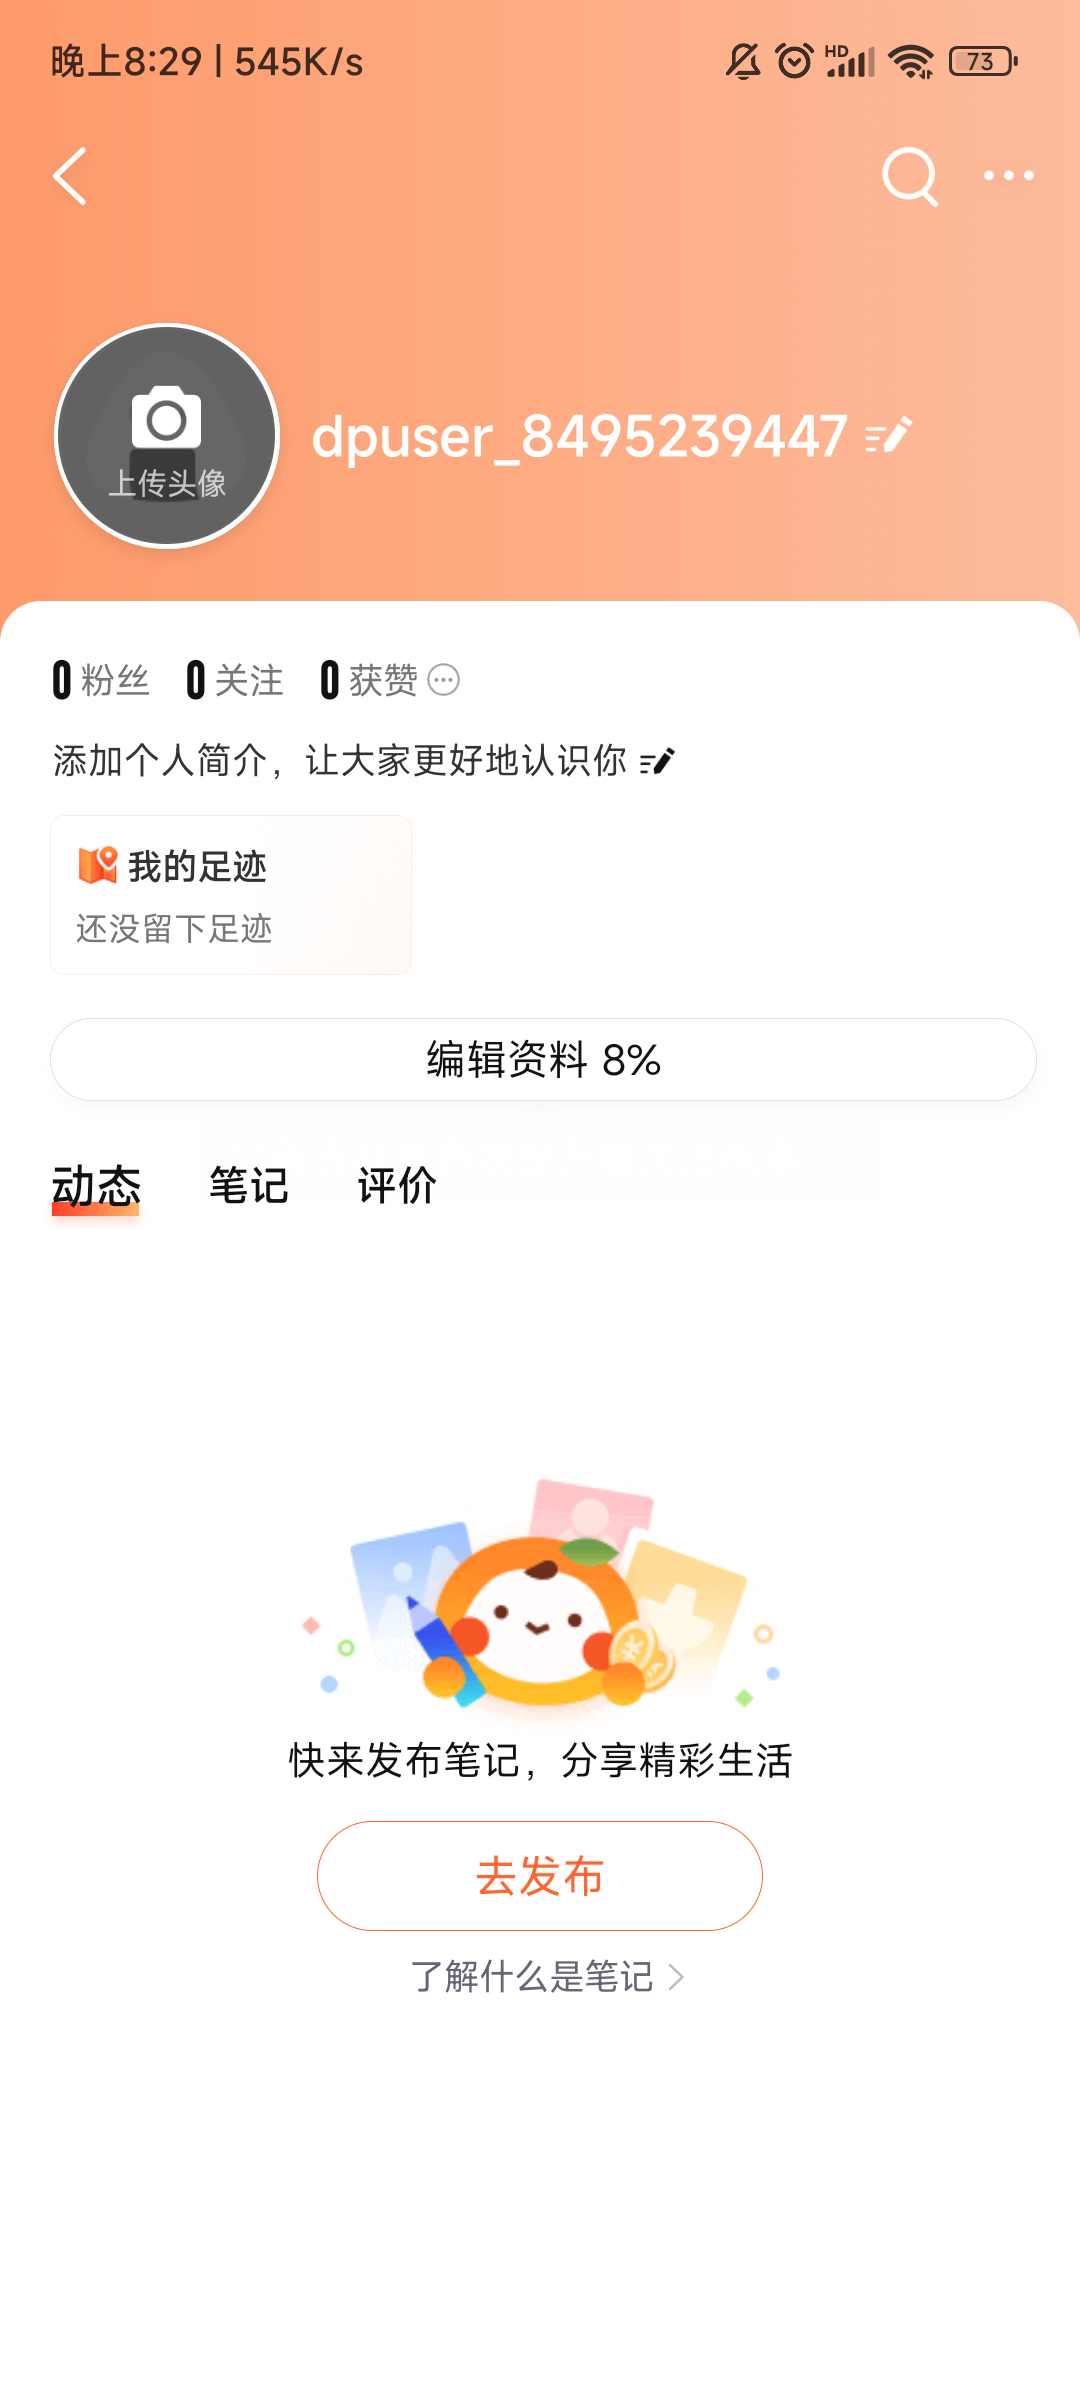 晚上8:29 | 545K/s
HD
73
上传头像
dpuser_8495239447
0 粉丝 0 关注 0 获赞
添加个人简介，让大家更好地认识你
我的足迹
还没留下足迹
编辑资料 8%
动态 笔记 评价
¥
快来发布笔记，分享精彩生活
去发布
了解什么是笔记